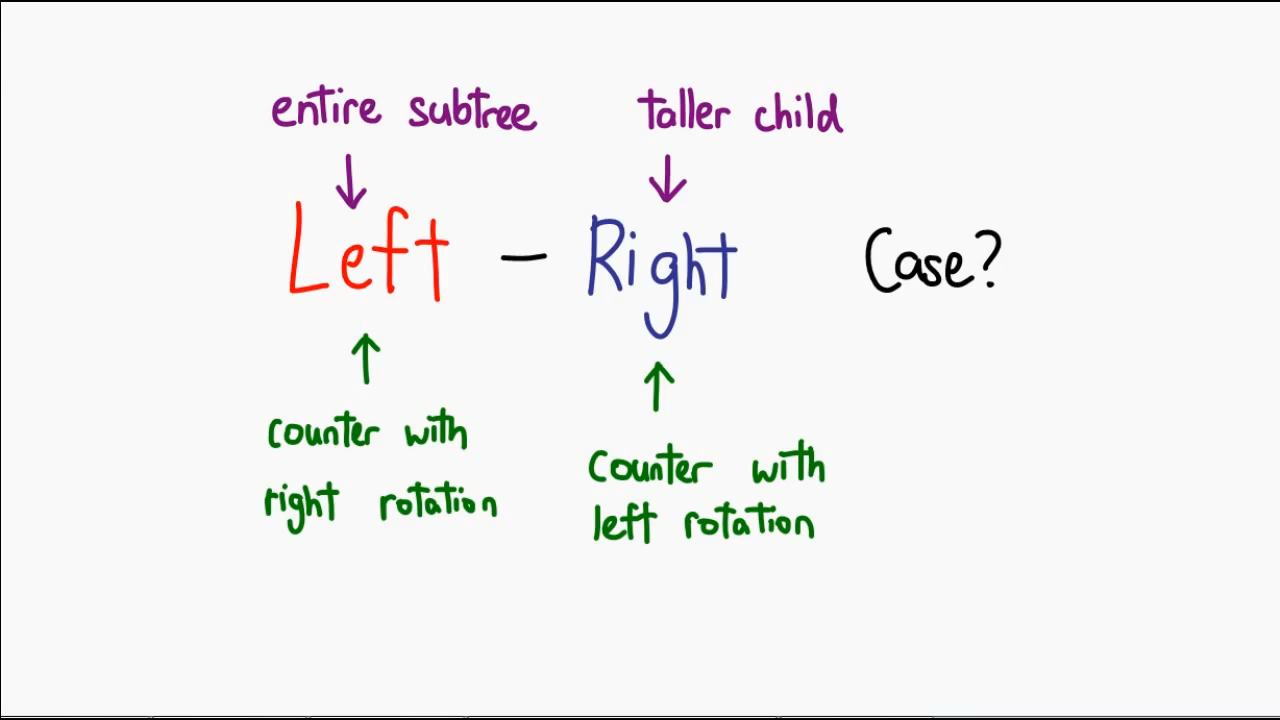 entire subtree taller child
Left - Right Case?
counter with
right rotation
counter with
left rotation